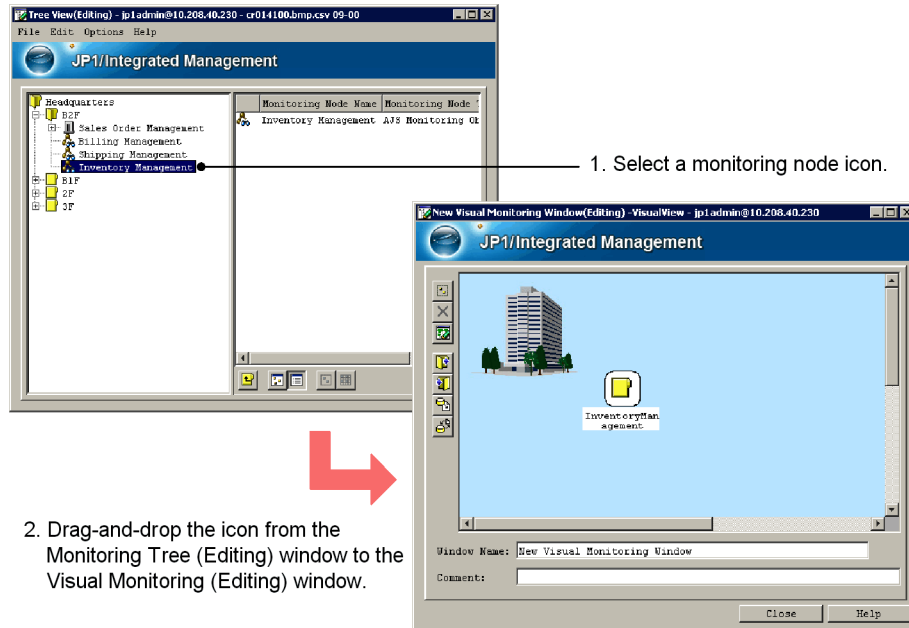 Tree View(Editing) - jp1admin@10.208.40.230 - cr014100.bmp.csv 09-00
File Edit Options Help
JP1/Integrated Management
Headquarters
B2F
Sales Order Management
Billing Management
Shipping Management
Inventory Management
B1F
2F
3F
Monitoring Node Name Monitoring Node
Inventory Management AJS Monitoring Ob
1. Select a monitoring node icon.
New Visual Monitoring Window(Editing) -VisualView - jp1admin@10.208.40.230
JP1/Integrated Management
InventoryMan
agement
Window Name: New Visual Monitoring Window
Comment:
Close Help
2. Drag-and-drop the icon from the
Monitoring Tree (Editing) window to the
Visual Monitoring (Editing) window.